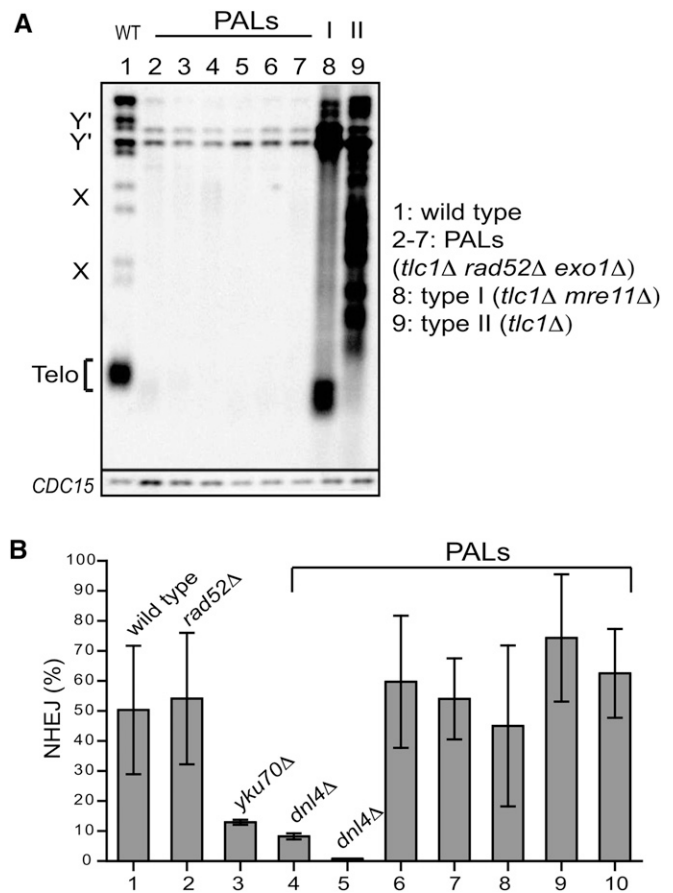 A
WT PALs I II
1 2 3 4 5 6 7 8 9
Y'
Y'
X
X
Telo
CDC15
1: wild type
2-7: PALs
(tlc1Δ rad52Δ exo1Δ)
8: type I (tlc1Δ mre11Δ)
9: type II (tlc1Δ)
B
PALs
NHEJ (%)
100
90
80
70
60
50
40
30
20
10
0
wild type
rad52Δ
yku70Δ
dnl4Δ
dnl4Δ
1 2 3 4 5 6 7 8 9 10